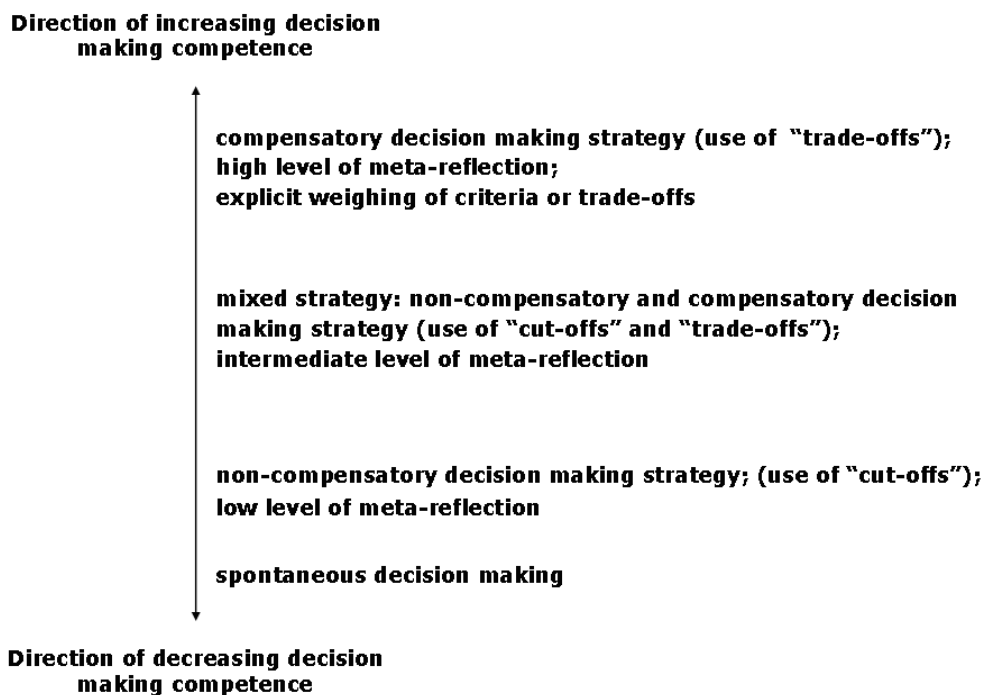 Direction of increasing decision
making competence
compensatory decision making strategy (use of “trade-offs”);
high level of meta-reflection;
explicit weighing of criteria or trade-offs
mixed strategy: non-compensatory and compensatory decision
making strategy (use of “cut-offs” and “trade-offs”);
intermediate level of meta-reflection
non-compensatory decision making strategy; (use of “cut-offs”);
low level of meta-reflection
spontaneous decision making
Direction of decreasing decision
making competence